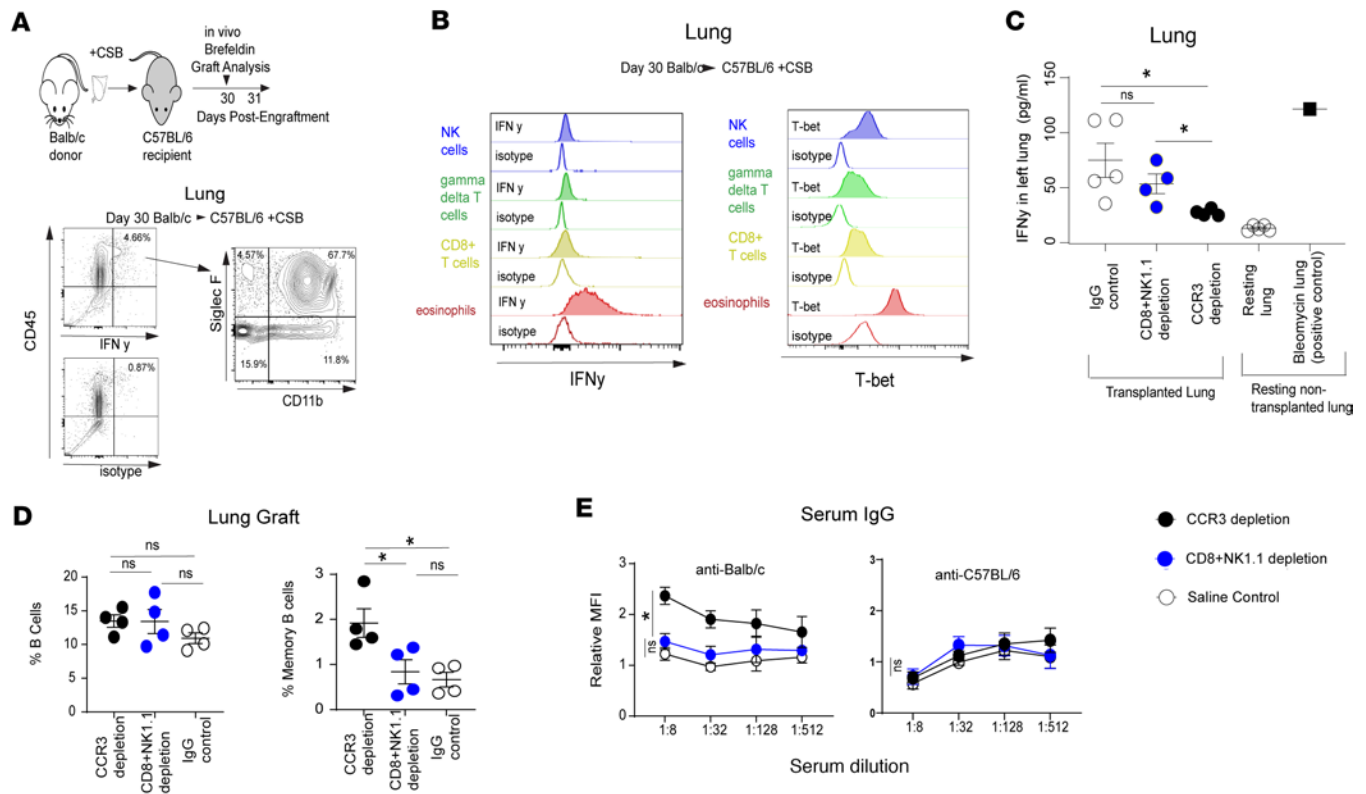 A
+CSB
in vivo
Brefeldin
Graft Analysis
30 31
Days Post-Engraftment
Balb/c
donor
C57BL/6
recipient
Lung
Day 30 Balb/c C57BL/6 +CSB
4.66%
CD45
IFN y
0.87%
isotype
4.57%
67.7%
Siglec F
15.9%
11.8%
CD11b
B
Lung
Day 30 Balb/c C57BL/6 +CSB
NK
cells
gamma
delta T
cells
CD8+
T cells
eosinophils
IFN y
isotype
IFN y
isotype
IFN y
isotype
IFN y
isotype
IFNy
NK
cells
gamma
delta T
cells
CD8+
T cells
eosinophils
T-bet
isotype
T-bet
isotype
T-bet
isotype
T-bet
isotype
T-bet
C
Lung
IFNγ in left lung (pg/ml)
150
100
50
0
*
ns
*
IgG
control
CD8+NK1.1
depletion
CCR3
depletion
Resting
lung
Bleomycin lung
(positive control)
Transplanted Lung
Resting non-
transplanted lung
D
Lung Graft
% B Cells
20
15
10
5
0
ns
ns
ns
CCR3
depletion
CD8+NK1.1
depletion
IgG
control
% Memory B cells
3
2
1
0
*
*
ns
CCR3
depletion
CD8+NK1.1
depletion
IgG
control
E
Serum IgG
anti-Balb/c
Relative MFI
3
2
1
0
*
ns
1:8
1:32
1:128
1:512
anti-C57BL/6
3
2
1
0
ns
1:8
1:32
1:128
1:512
Serum dilution
CCR3 depletion
CD8+NK1.1 depletion
Saline Control